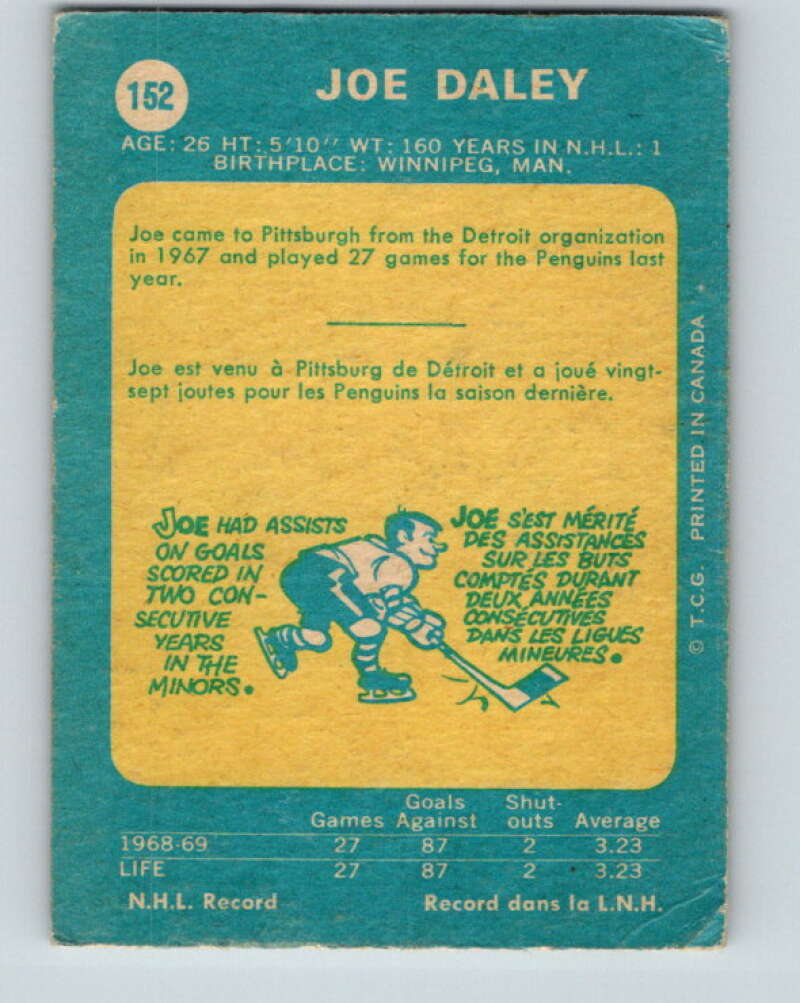 152
JOE DALEY
AGE: 26 HT: 5'10" WT: 160 YEARS IN N.H.L.: 1
BIRTHPLACE: WINNIPEG, MAN.
Joe came to Pittsburgh from the Detroit organization
in 1967 and played 27 games for the Penguins last
year.
Joe est venu à Pittsburg de Détroit et a joué vingt-
sept joutes pour les Penguins la saison dernière.
JOE HAD ASSISTS
ON GOALS
SCORED IN
TWO CON-
SECUTIVE
YEARS
IN THE
MINORS.
JOE S'EST MÉRITÉ
DES ASSISTANCES
SUR LES BUTS
COMPTÉS DURANT
DEUX ANNÉES
CONSÉCUTIVES
DANS LES LIGUES
MINEURES.
© T.C.G. PRINTED IN CANADA
Goals Shut-
Games Against outs Average
1968-69 27 87 2 3.23
LIFE 27 87 2 3.23
N.H.L. Record Record dans la L.N.H.